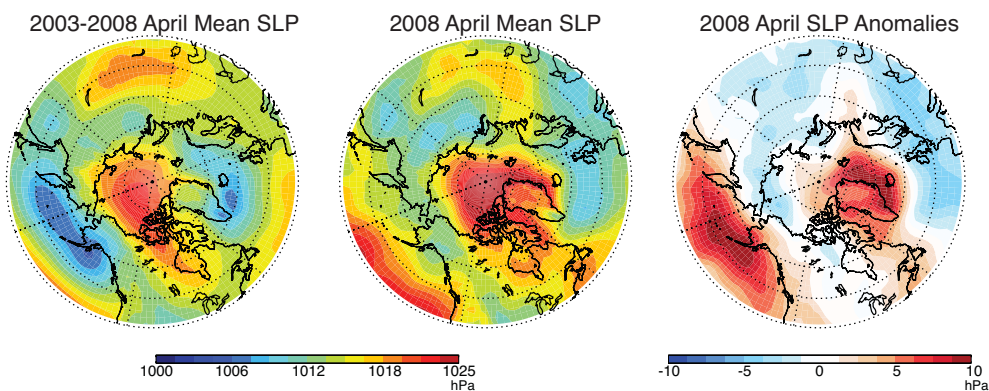 2003-2008 April Mean SLP
2008 April Mean SLP
2008 April SLP Anomalies
1000 1006 1012 1018 1025
hPa
-10 -5 0 5 10
hPa